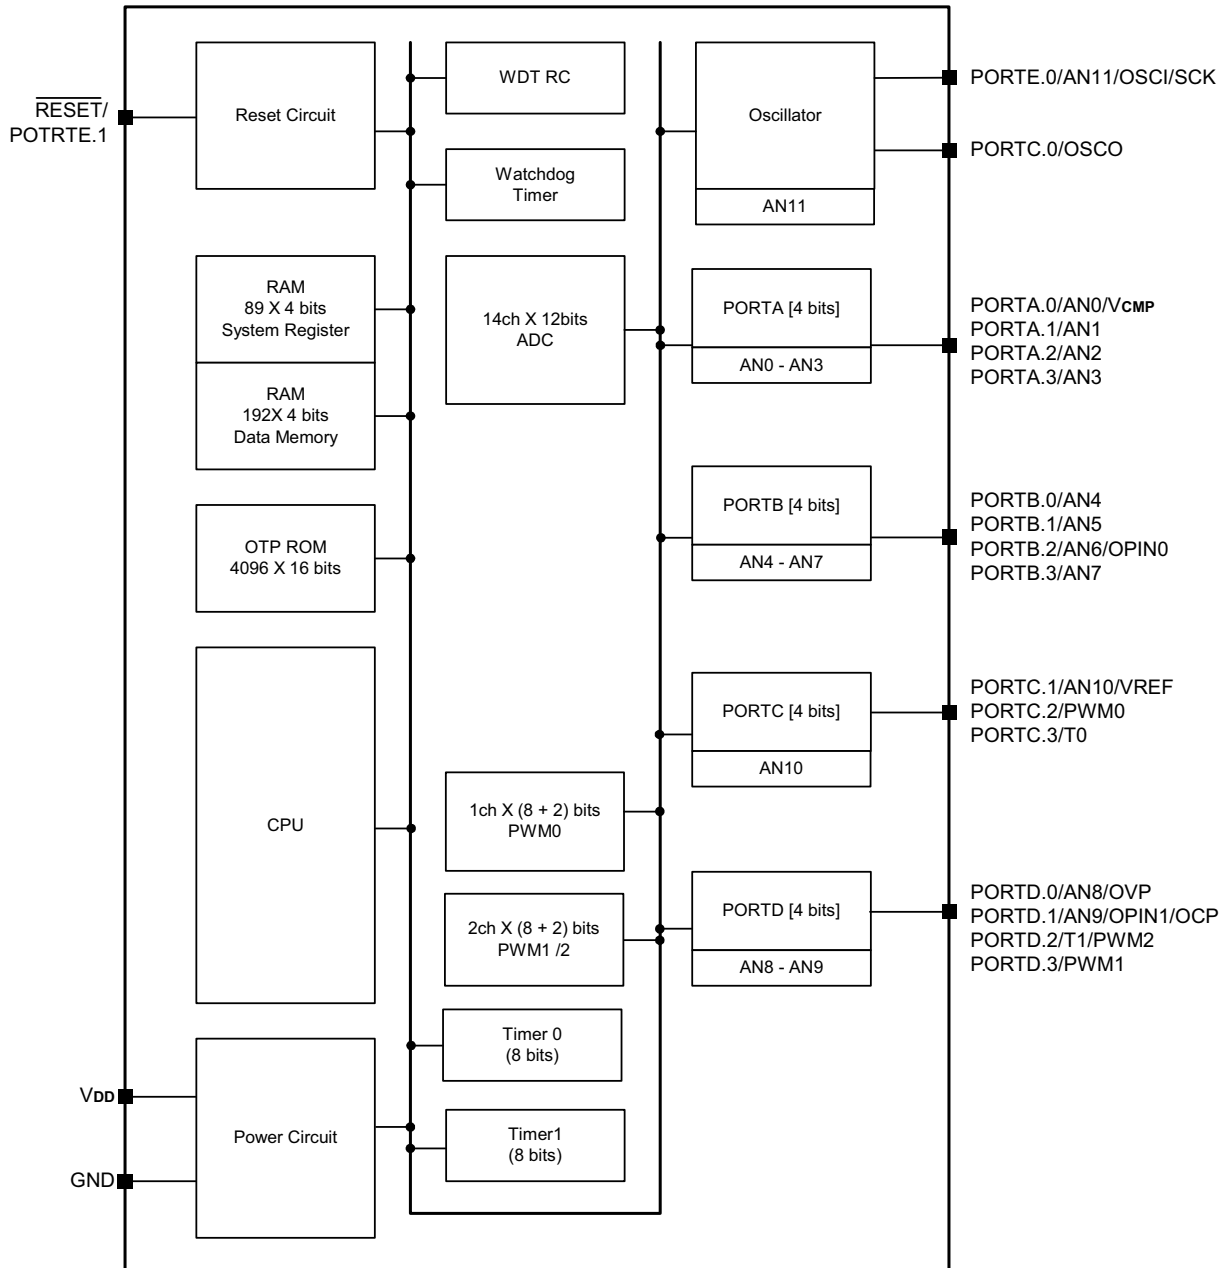 RESET/
POTRTE.1
Reset Circuit
WDT RC
Watchdog
Timer
Oscillator
AN11
PORTE.0/AN11/OSCI/SCK
PORTC.0/OSCO
RAM
89 X 4 bits
System Register
RAM
192X 4 bits
Data Memory
14ch X 12bits
ADC
PORTA [4 bits]
AN0 - AN3
PORTA.0/AN0/VCMP
PORTA.1/AN1
PORTA.2/AN2
PORTA.3/AN3
OTP ROM
4096 X 16 bits
PORTB [4 bits]
AN4 - AN7
PORTB.0/AN4
PORTB.1/AN5
PORTB.2/AN6/OPIN0
PORTB.3/AN7
CPU
PORTC [4 bits]
AN10
PORTC.1/AN10/VREF
PORTC.2/PWM0
PORTC.3/T0
1ch X (8 + 2) bits
PWM0
2ch X (8 + 2) bits
PWM1 /2
PORTD [4 bits]
AN8 - AN9
PORTD.0/AN8/OVP
PORTD.1/AN9/OPIN1/OCP
PORTD.2/T1/PWM2
PORTD.3/PWM1
Timer 0
(8 bits)
VDD
GND
Power Circuit
Timer1
(8 bits)